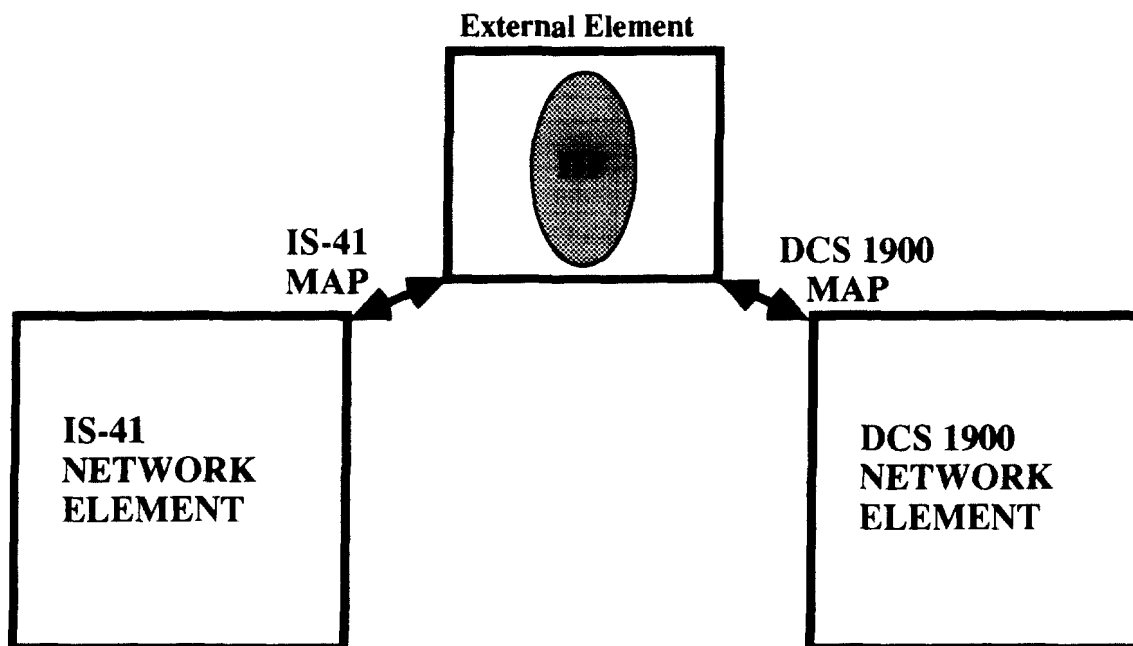 External Element
IS-41
MAP
DCS 1900
MAP
IS-41
NETWORK
ELEMENT
DCS 1900
NETWORK
ELEMENT